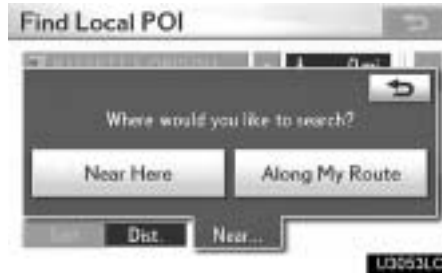 Find Local POI
Where would you like to search?
Near Here
Along My Route
Dist.
Near...
U3053LC